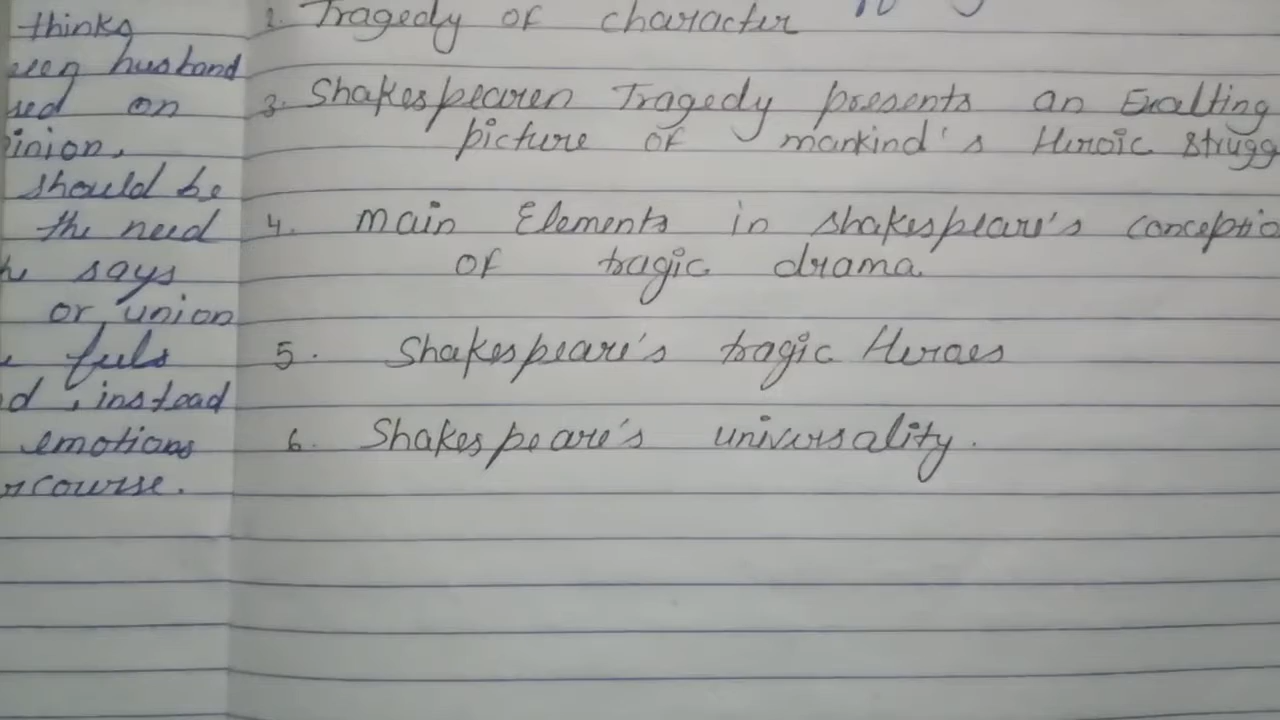 thinks
husband
on
should be
the need
says
or union
feels
instead
emotions
course.
2. Tragedy of character
3. Shakespearen Tragedy presents an Exalting
picture of mankind's Heroic
4. main Elements in shakespeare's
of tragic drama
5. Shakespeare's tragic Heroes
6. Shakespeare's universality.